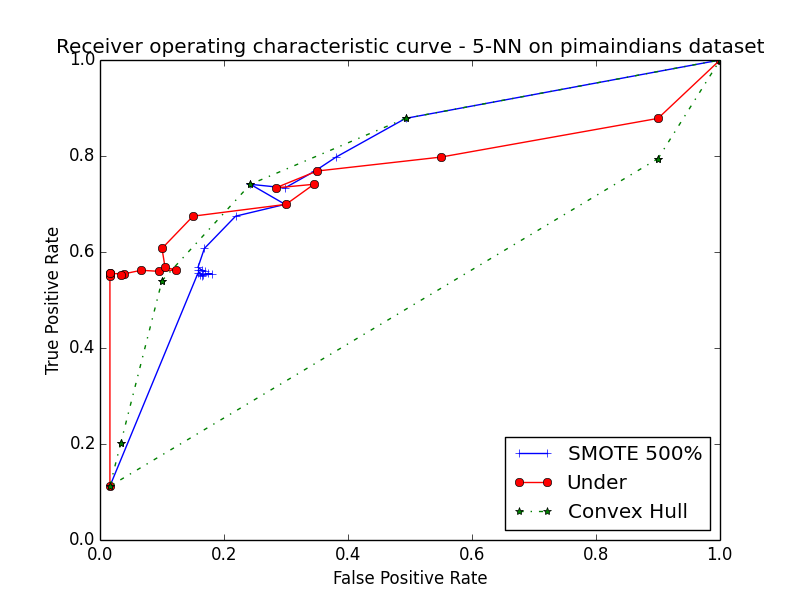 Receiver operating characteristic curve - 5-NN on pimaindians dataset
1.0
0.8
0.6
0.4
0.2
0.0
True Positive Rate
0.0 0.2 0.4 0.6 0.8 1.0
False Positive Rate
SMOTE 500%
Under
Convex Hull